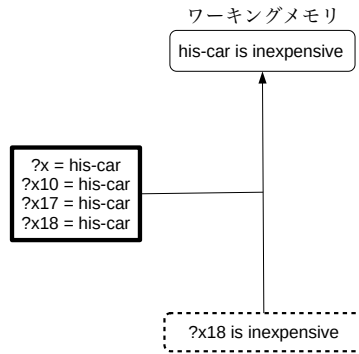 ワーキングメモリ
his-car is inexpensive
?x = his-car
?x10 = his-car
?x17 = his-car
?x18 = his-car
?x18 is inexpensive